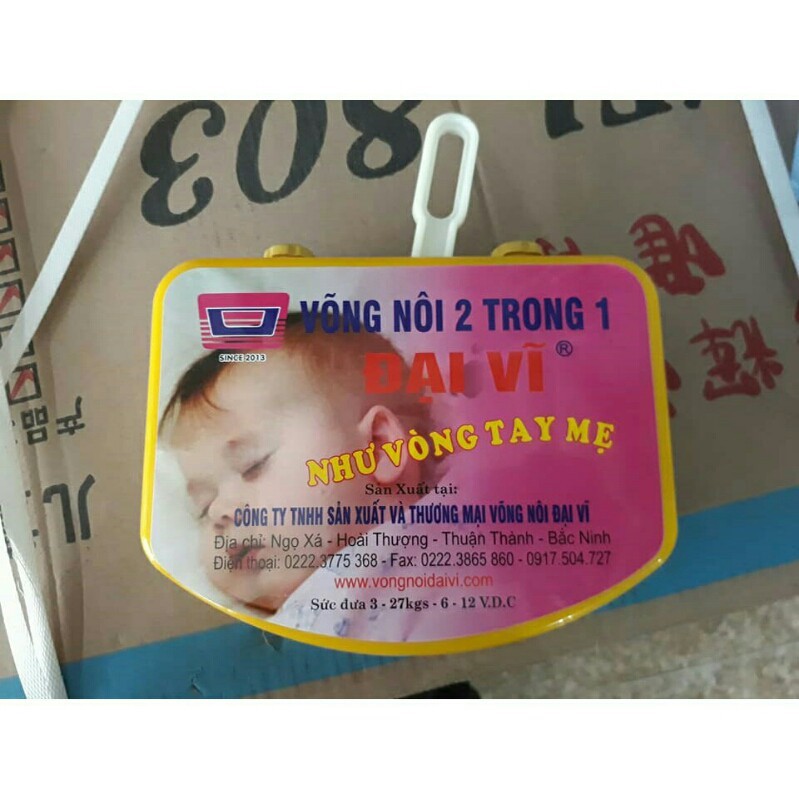 803
VÕNG NÔI 2 TRONG 1
SINCE 2013
ĐẠI VĨ ®
NHƯ VÒNG TAY MẸ
Sản Xuất tại:
CÔNG TY TNHH SẢN XUẤT VÀ THƯƠNG MẠI VÕNG NÔI ĐẠI VĨ
Địa chỉ: Ngọ Xá - Hoài Thượng - Thuận Thành - Bắc Ninh
Điện thoại: 0222.3775 368 - Fax: 0222.3865 860 - 0917.504.727
www.vongnoidaivi.com
Sức đưa 3 - 27kgs - 6 - 12 V.D.C